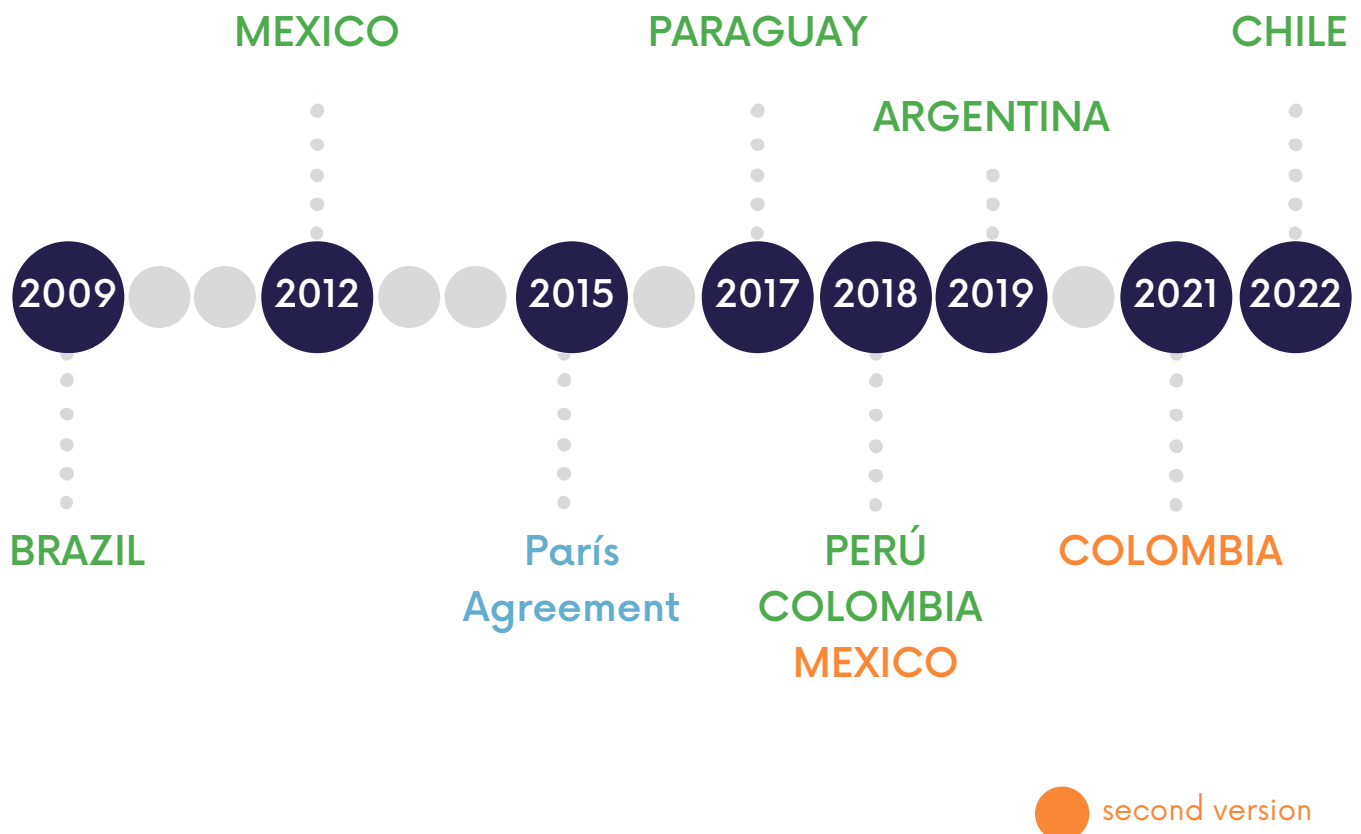 MEXICO
PARAGUAY
CHILE
ARGENTINA
2009
2012
2015
2017
2018
2019
2021
2022
BRAZIL
París
Agreement
PERÚ
COLOMBIA
MEXICO
COLOMBIA
second version